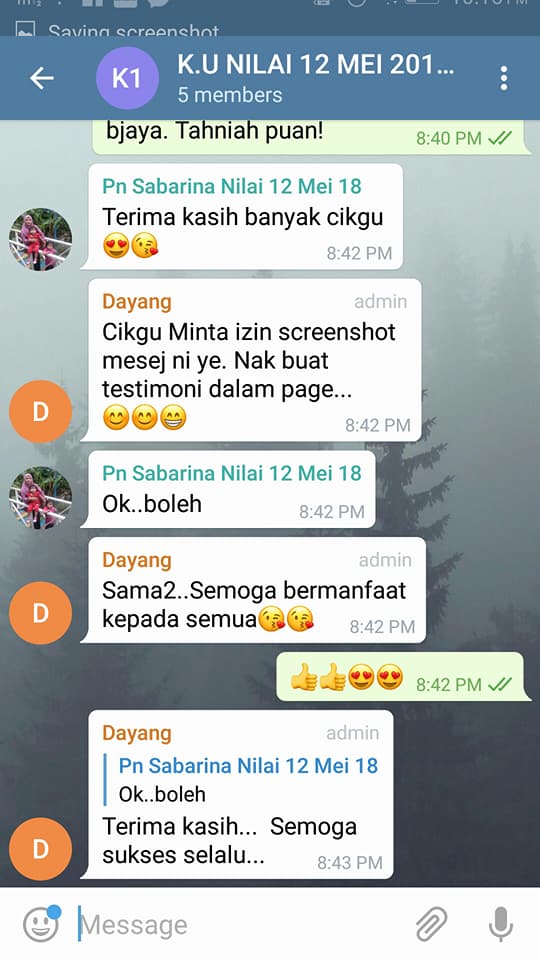 Saving screenshot
K1
K.U NILAI 12 MEI 201...
5 members
bjaya. Tahniah puan!
8:40 PM
Pn Sabarina Nilai 12 Mei 18
Terima kasih banyak cikgu
😍😘
8:42 PM
Dayang admin
Cikgu Minta izin screenshot
mesej ni ye. Nak buat
testimoni dalam page...
😊😊😁
8:42 PM
D
Pn Sabarina Nilai 12 Mei 18
Ok..boleh
8:42 PM
Dayang admin
Sama2..Semoga bermanfaat
kepada semua😘😘
8:42 PM
D
👍👍😍😍 8:42 PM
Dayang admin
Pn Sabarina Nilai 12 Mei 18
Ok..boleh
Terima kasih... Semoga
sukses selalu...
8:43 PM
D
Message